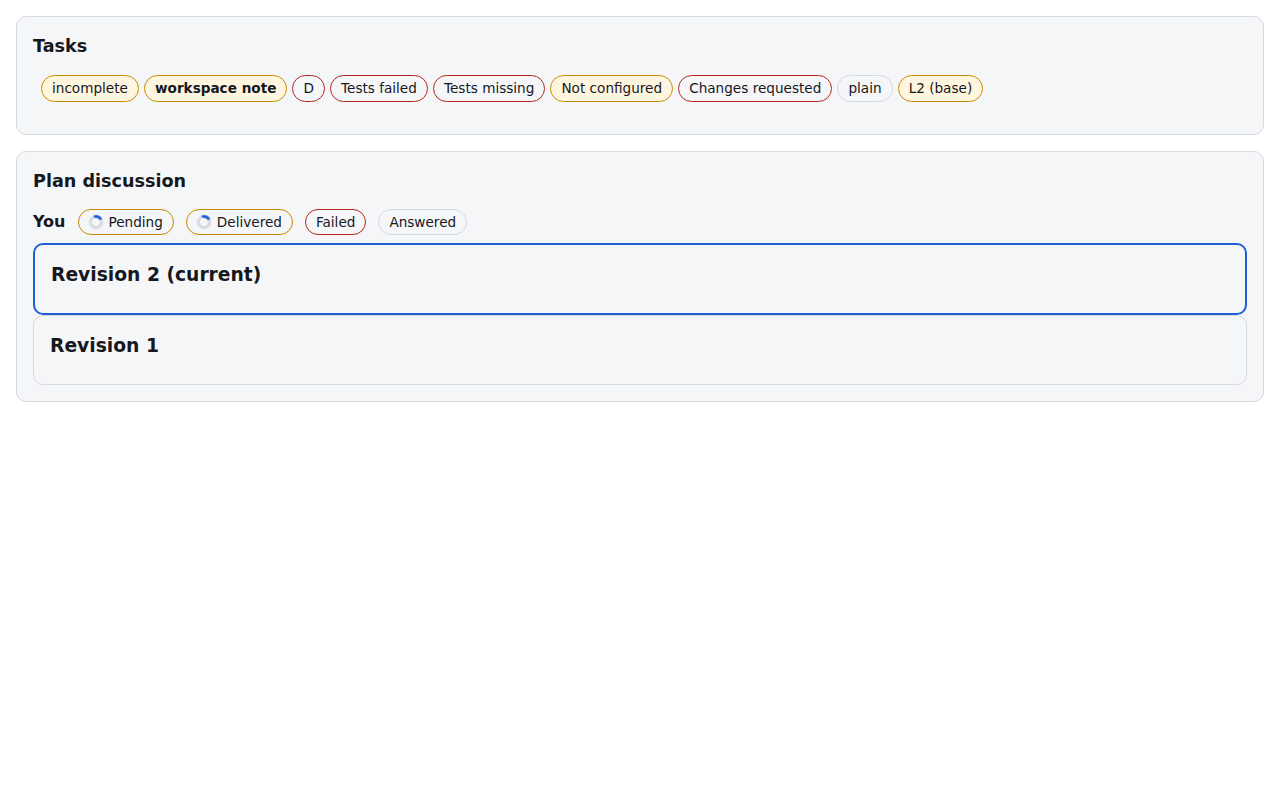 Tasks
incomplete workspace note D Tests failed Tests missing Not configured Changes requested plain L2 (base)
Plan discussion
You Pending Delivered Failed Answered
Revision 2 (current)
Revision 1